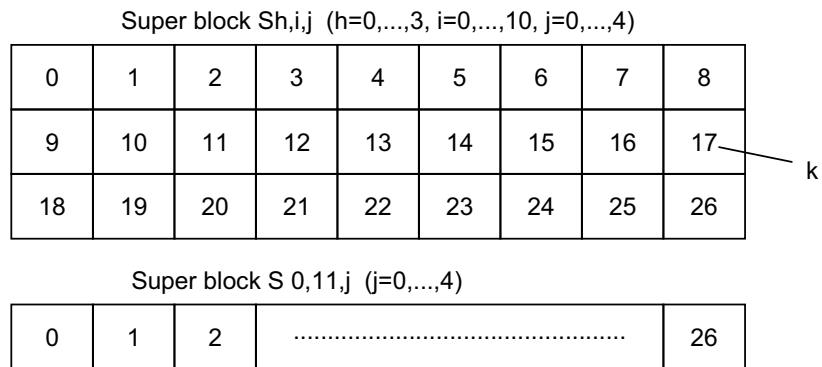 Super block Sh,i,j (h=0,...,3, i=0,...,10, j=0,...,4)
0 1 2 3 4 5 6 7 8
9 10 11 12 13 14 15 16 17
k
18 19 20 21 22 23 24 25 26
Super block S 0,11,j (j=0,...,4)
0 1 2 ................................................ 26